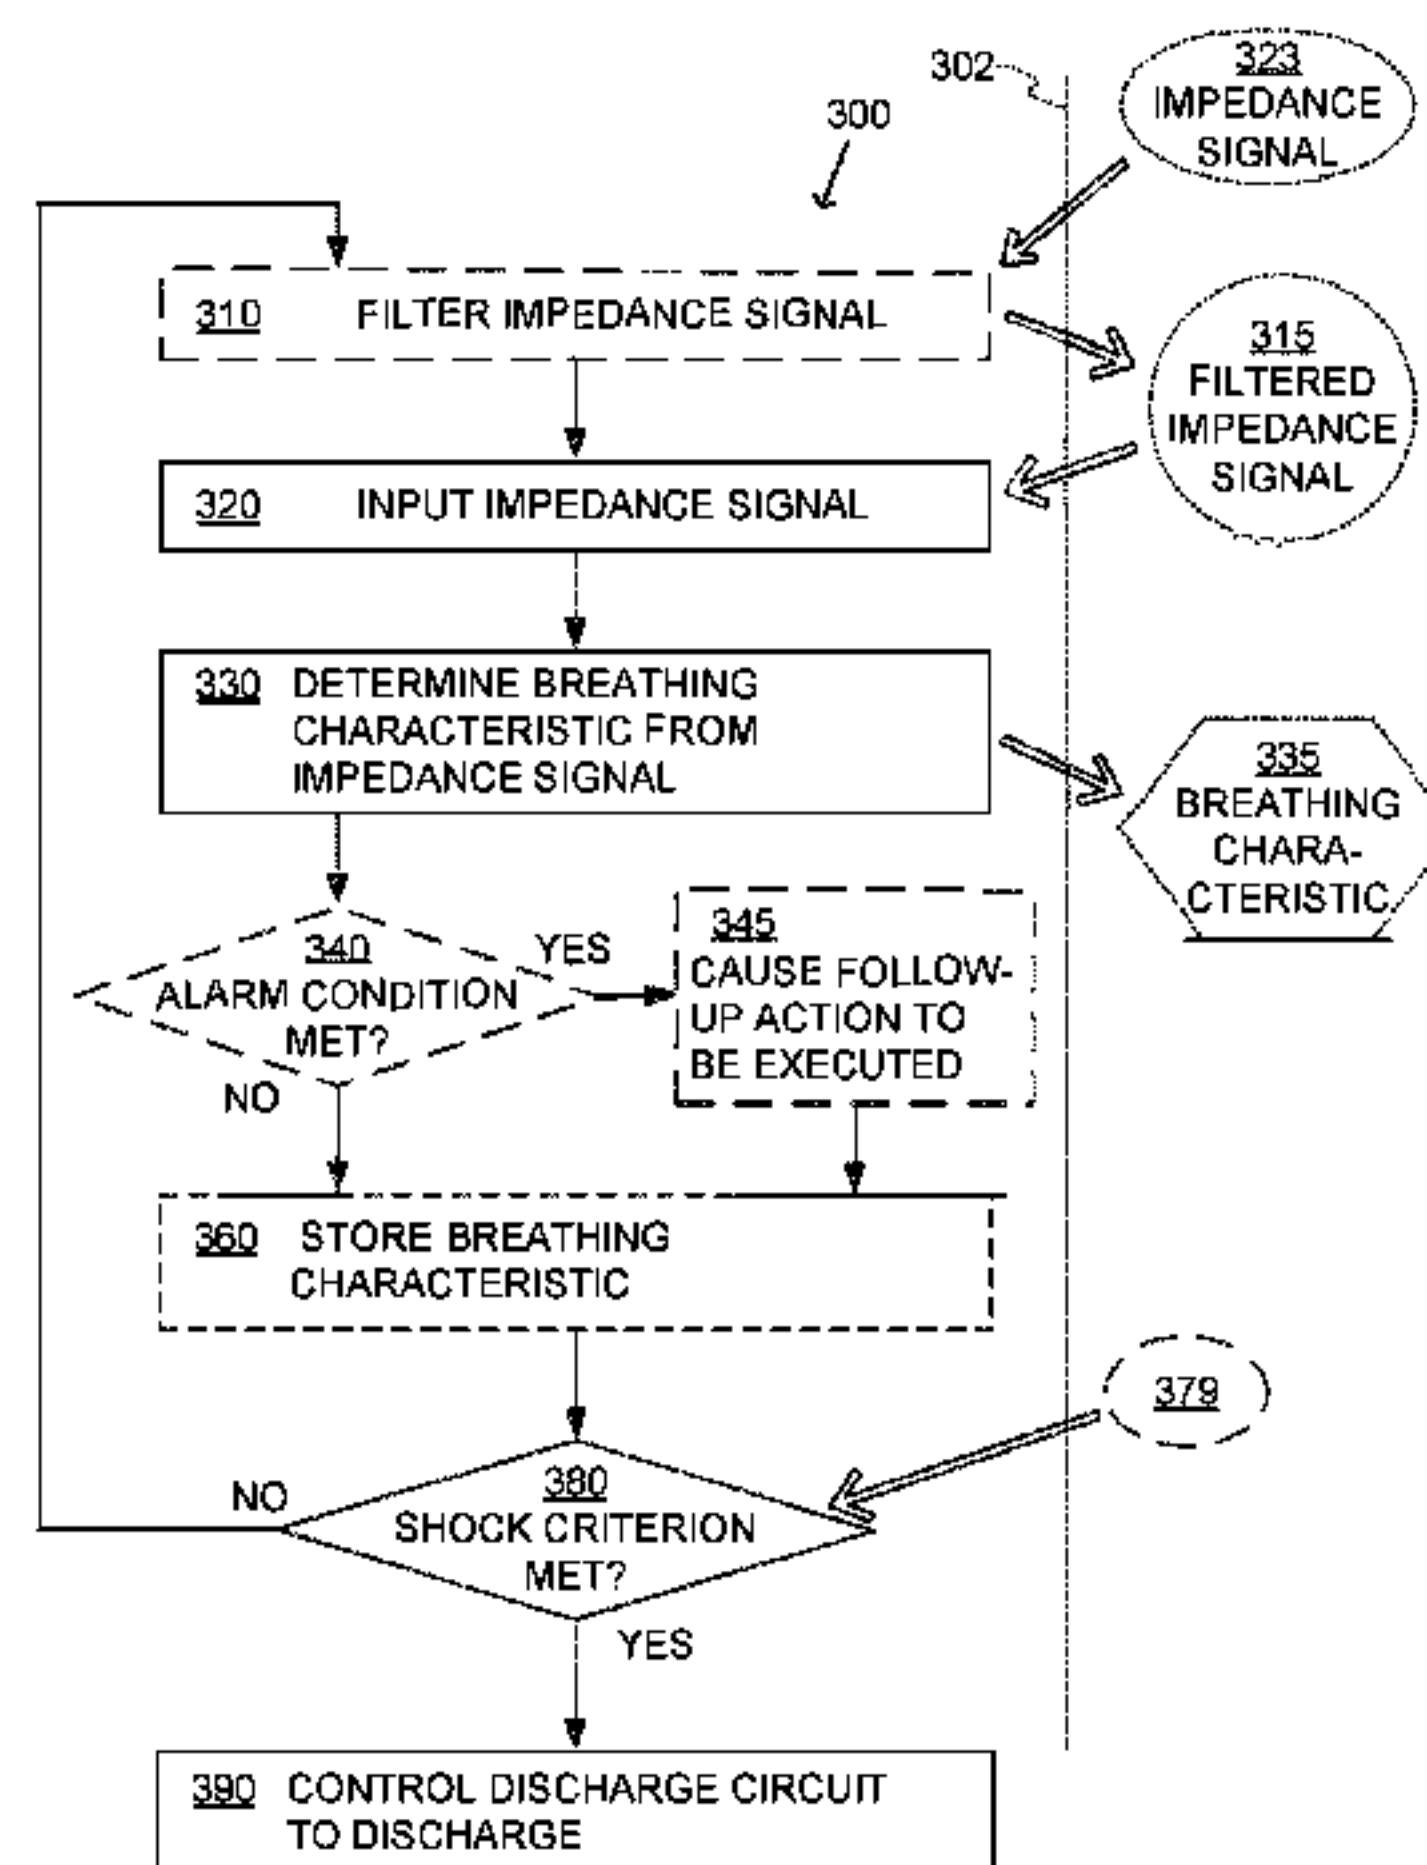 302
323
IMPEDANCE
SIGNAL
300
310 FILTER IMPEDANCE SIGNAL
315
FILTERED
IMPEDANCE
SIGNAL
320 INPUT IMPEDANCE SIGNAL
330 DETERMINE BREATHING
CHARACTERISTIC FROM
IMPEDANCE SIGNAL
335
BREATHING
CHARA-
CTERISTIC
340
ALARM CONDITION
MET?
YES
NO
345
CAUSE FOLLOW-
UP ACTION TO
BE EXECUTED
360 STORE BREATHING
CHARACTERISTIC
379
380
SHOCK CRITERION
MET?
NO
YES
390 CONTROL DISCHARGE CIRCUIT
TO DISCHARGE